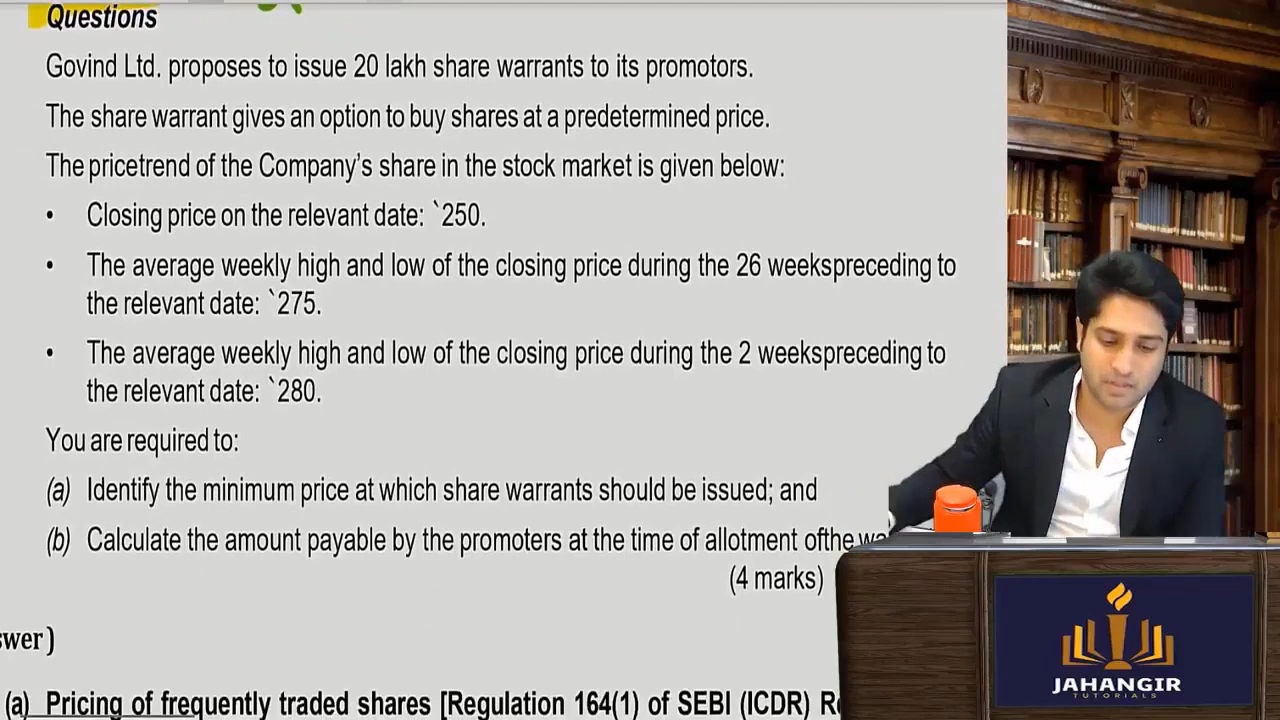 Questions
Govind Ltd. proposes to issue 20 lakh share warrants to its promotors.
The share warrant gives an option to buy shares at a predetermined price.
The pricetrend of the Company's share in the stock market is given below:
• Closing price on the relevant date: `250.
• The average weekly high and low of the closing price during the 26 weekspreceding to
the relevant date: `275.
• The average weekly high and low of the closing price during the 2 weekspreceding to
the relevant date: `280.
You are required to:
(a) Identify the minimum price at which share warrants should be issued; and
(b) Calculate the amount payable by the promoters at the time of allotment ofthe
(4 marks)
swer)
(a) Pricing of frequently traded shares [Regulation 164(1) of SEBI (ICDR)
JAHANGIR
TUTORIALS